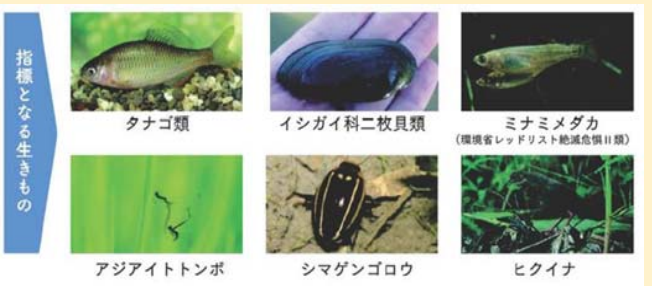 指標となる生きもの
タナゴ類
イシガイ科二枚貝類
ミナミメダカ
(環境省レッドリスト絶滅危惧II類)
アジアイトトンボ
シマゲンゴロウ
ヒクイナ